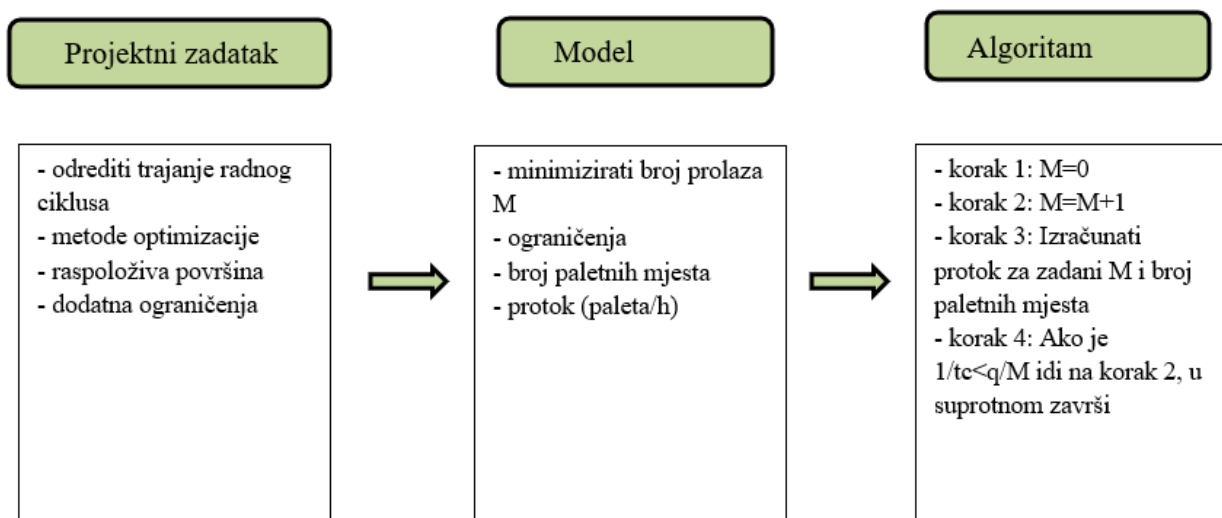 Projektni zadatak
Model
Algoritam
- odrediti trajanje radnog
ciklusa
- metode optimizacije
- raspoloživa površina
- dodatna ograničenja
- minimizirati broj prolaza
M
- ograničenja
- broj paletnih mjesta
- protok (paleta/h)
- korak 1: M=0
- korak 2: M=M+1
- korak 3: Izračunati
protok za zadani M i broj
paletnih mjesta
- korak 4: Ako je
1/tc<q/M idi na korak 2, u
suprotnom završi